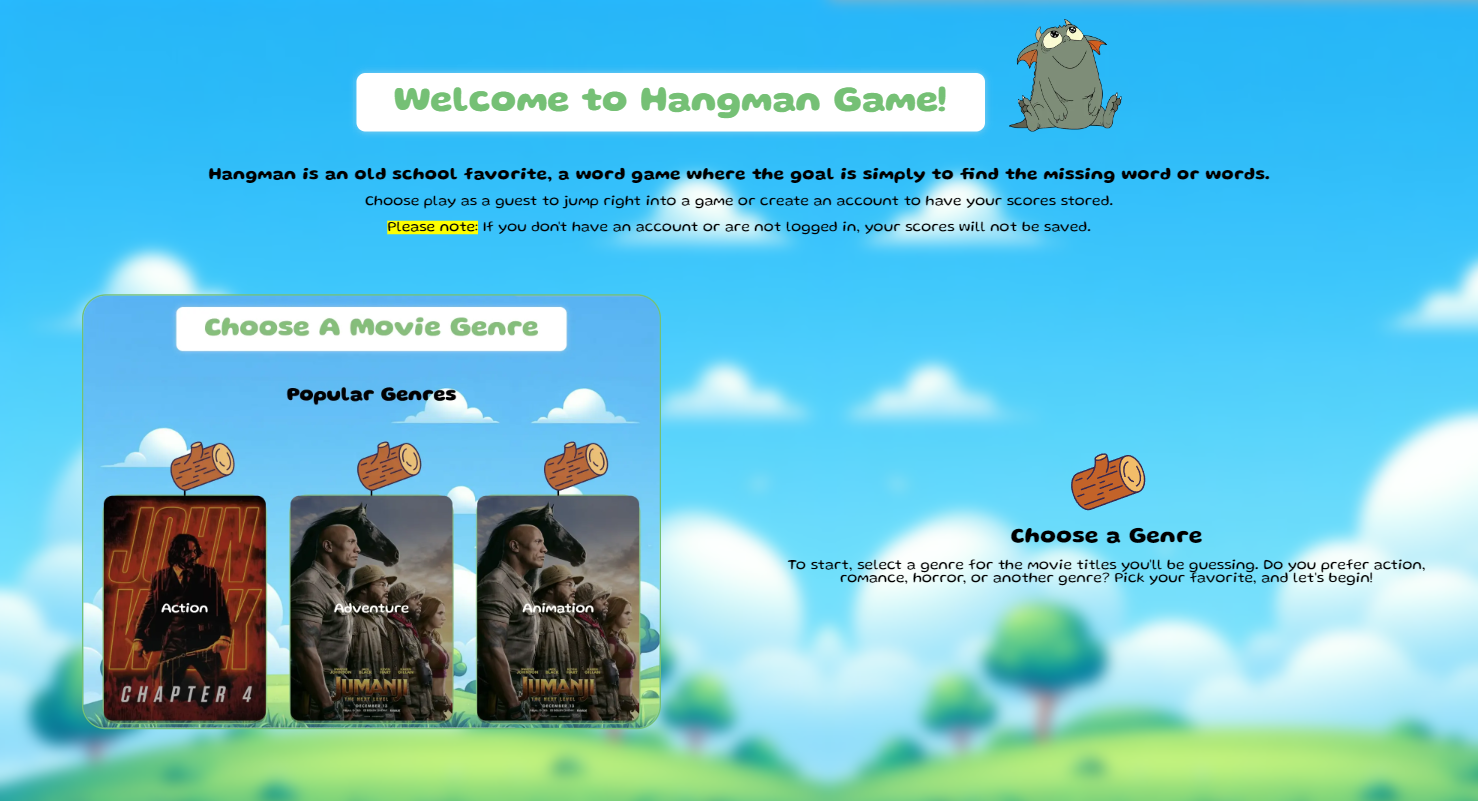 Welcome to Hangman Game!
Hangman is an old school favorite, a word game where the goal is simply to find the missing word or words.
Choose play as a guest to jump right into a game or create an account to have your scores stored.
Please note: If you don't have an account or are not logged in, your scores will not be saved.
Choose A Movie Genre
Popular Genres
JOHN
WICK
Action
CHAPTER 4
Adventure
JUMANJI
THE NEXT LEVEL
DECEMBER 13
Animation
JUMANJI
THE NEXT LEVEL
DECEMBER 13
Choose a Genre
To start, select a genre for the movie titles you'll be guessing. Do you prefer action,
romance, horror, or another genre? Pick your favorite, and let's begin!